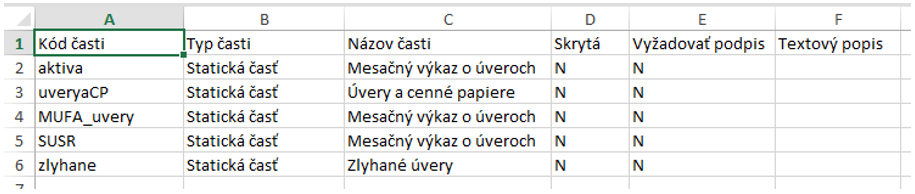 A B C D E F
1 Kód časti Typ časti Názov časti Skrytá Vyžadovať podpis Textový popis
2 aktiva Statická časť Mesačný výkaz o úveroch N N
3 uveryaCP Statická časť Úvery a cenné papiere N N
4 MUFA_uvery Statická časť Mesačný výkaz o úveroch N N
5 SUSR Statická časť Mesačný výkaz o úveroch N N
6 zlyhane Statická časť Zlyhané úvery N N